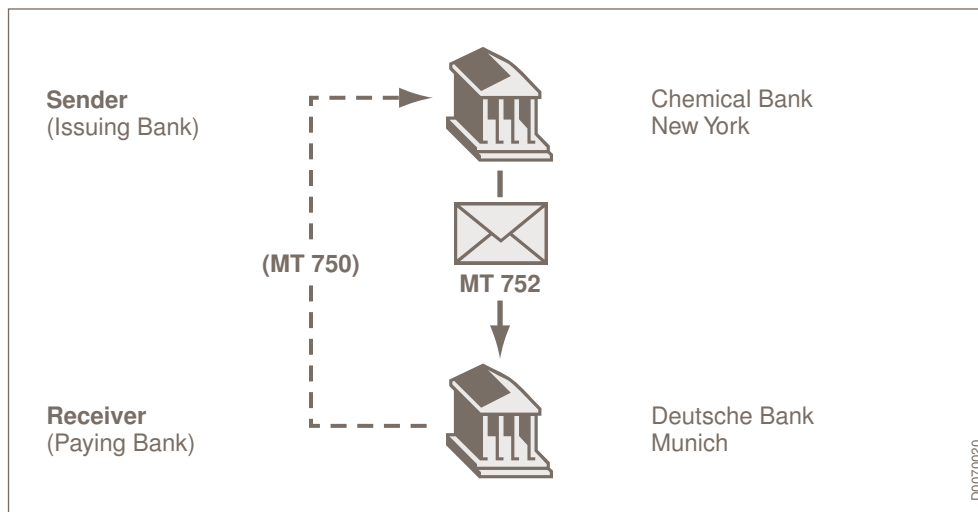 Sender
(Issuing Bank)
Chemical Bank
New York
(MT 750)
MT 752
Receiver
(Paying Bank)
Deutsche Bank
Munich
D0070020